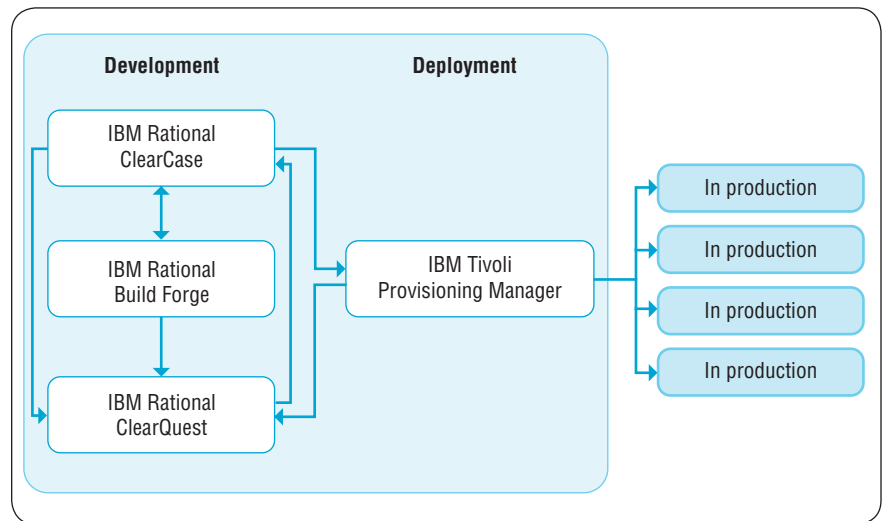 Development
Deployment
IBM Rational
ClearCase
IBM Rational
Build Forge
IBM Rational
ClearQuest
IBM Tivoli
Provisioning Manager
In production
In production
In production
In production